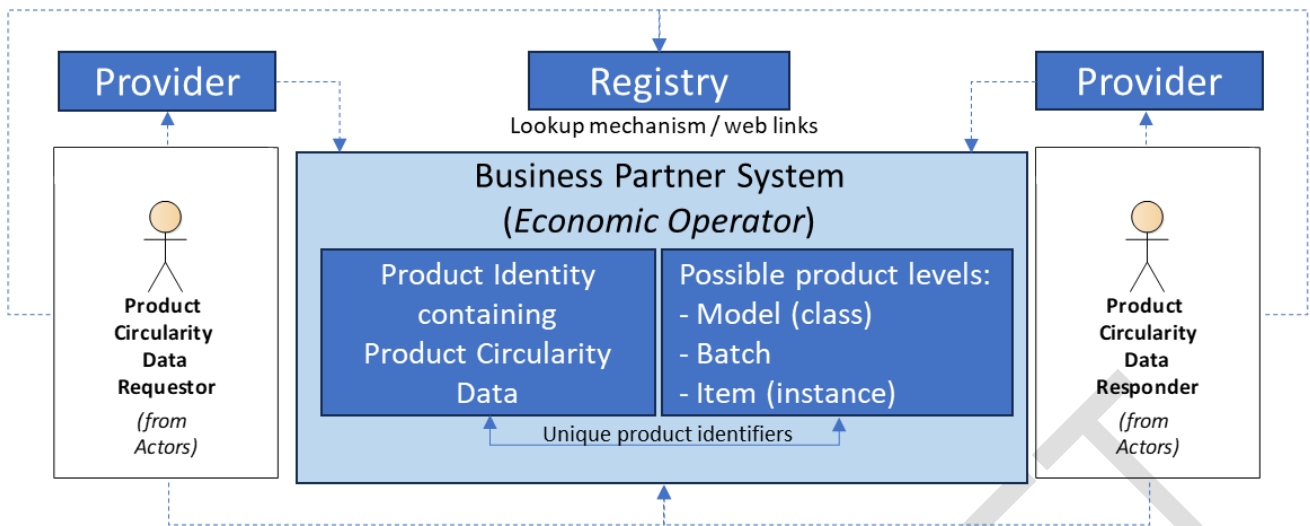 Provider
Registry
Provider
Lookup mechanism / web links
Business Partner System
(Economic Operator)
Product Identity
containing
Product Circularity
Data
Possible product levels:
- Model (class)
- Batch
- Item (instance)
Unique product identifiers
Product
Circularity
Data
Requestor
(from
Actors)
Product
Circularity
Data
Responder
(from
Actors)